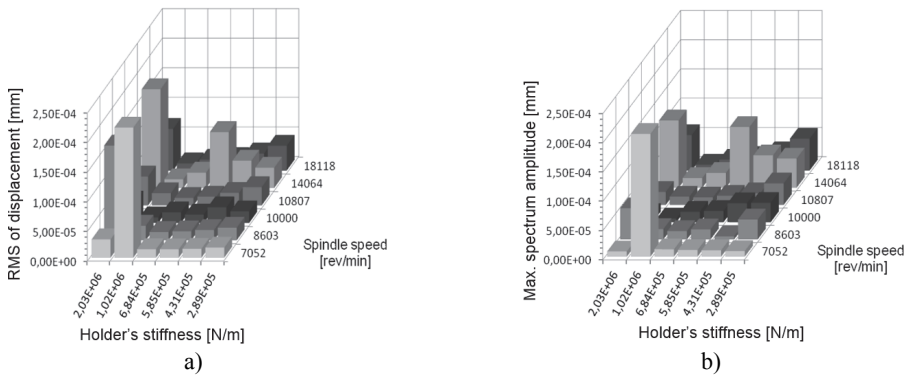 RMS of displacement [mm]
2,50E-04
2,00E-04
1,50E-04
1,00E-04
5,00E-05
0,00E+00
18118
14064
10807
10000
8603
7052
Spindle speed
[rev/min]
2,03E+06
1,02E+06
6,84E+05
5,85E+05
4,31E+05
2,89E+05
Holder's stiffness [N/m]
a)
Max. spectrum amplitude [mm]
2,50E-04
2,00E-04
1,50E-04
1,00E-04
5,00E-05
0,00E+00
18118
14064
10807
10000
8603
7052
Spindle speed
[rev/min]
2,03E+06
1,02E+06
6,84E+05
5,85E+05
4,31E+05
2,89E+05
Holder's stiffness [N/m]
b)